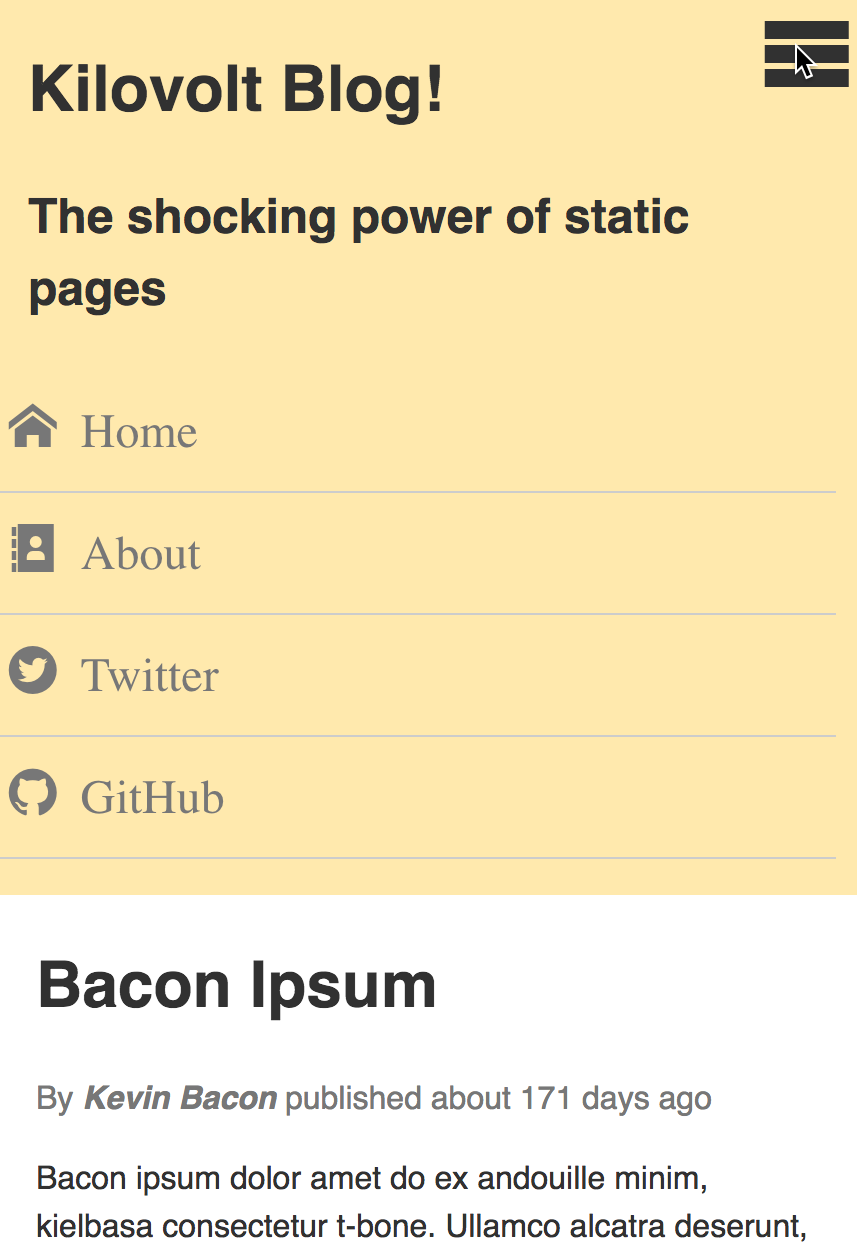 Kilovolt Blog!
The shocking power of static
pages
Home
About
Twitter
GitHub
Bacon Ipsum
By Kevin Bacon published about 171 days ago
Bacon ipsum dolor amet do ex andouille minim,
kielbasa consectetur t-bone. Ullamco alcatra deserunt,